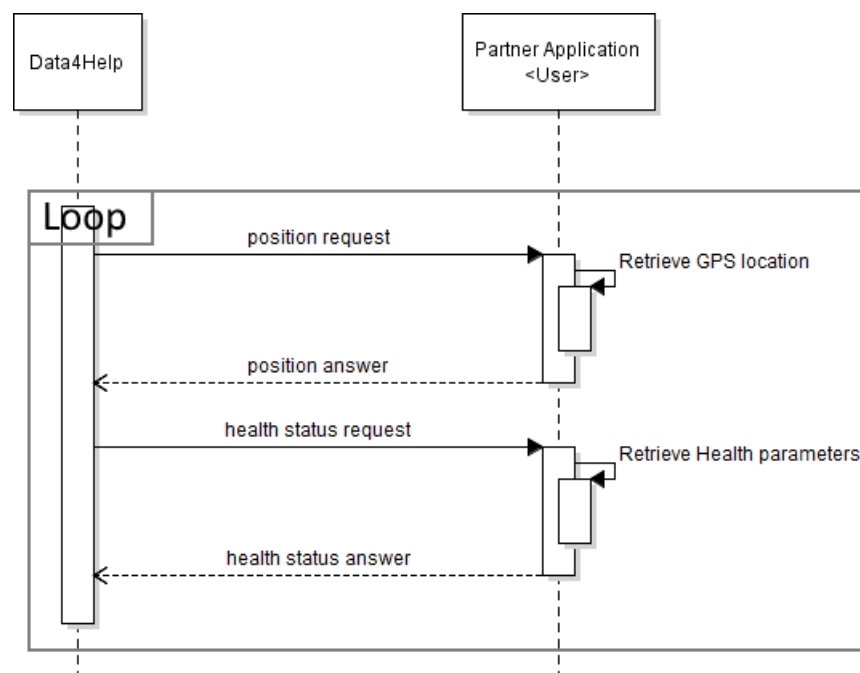 Data4Help
Partner Application
<User>
Loop
position request
Retrieve GPS location
position answer
health status request
Retrieve Health parameters
health status answer